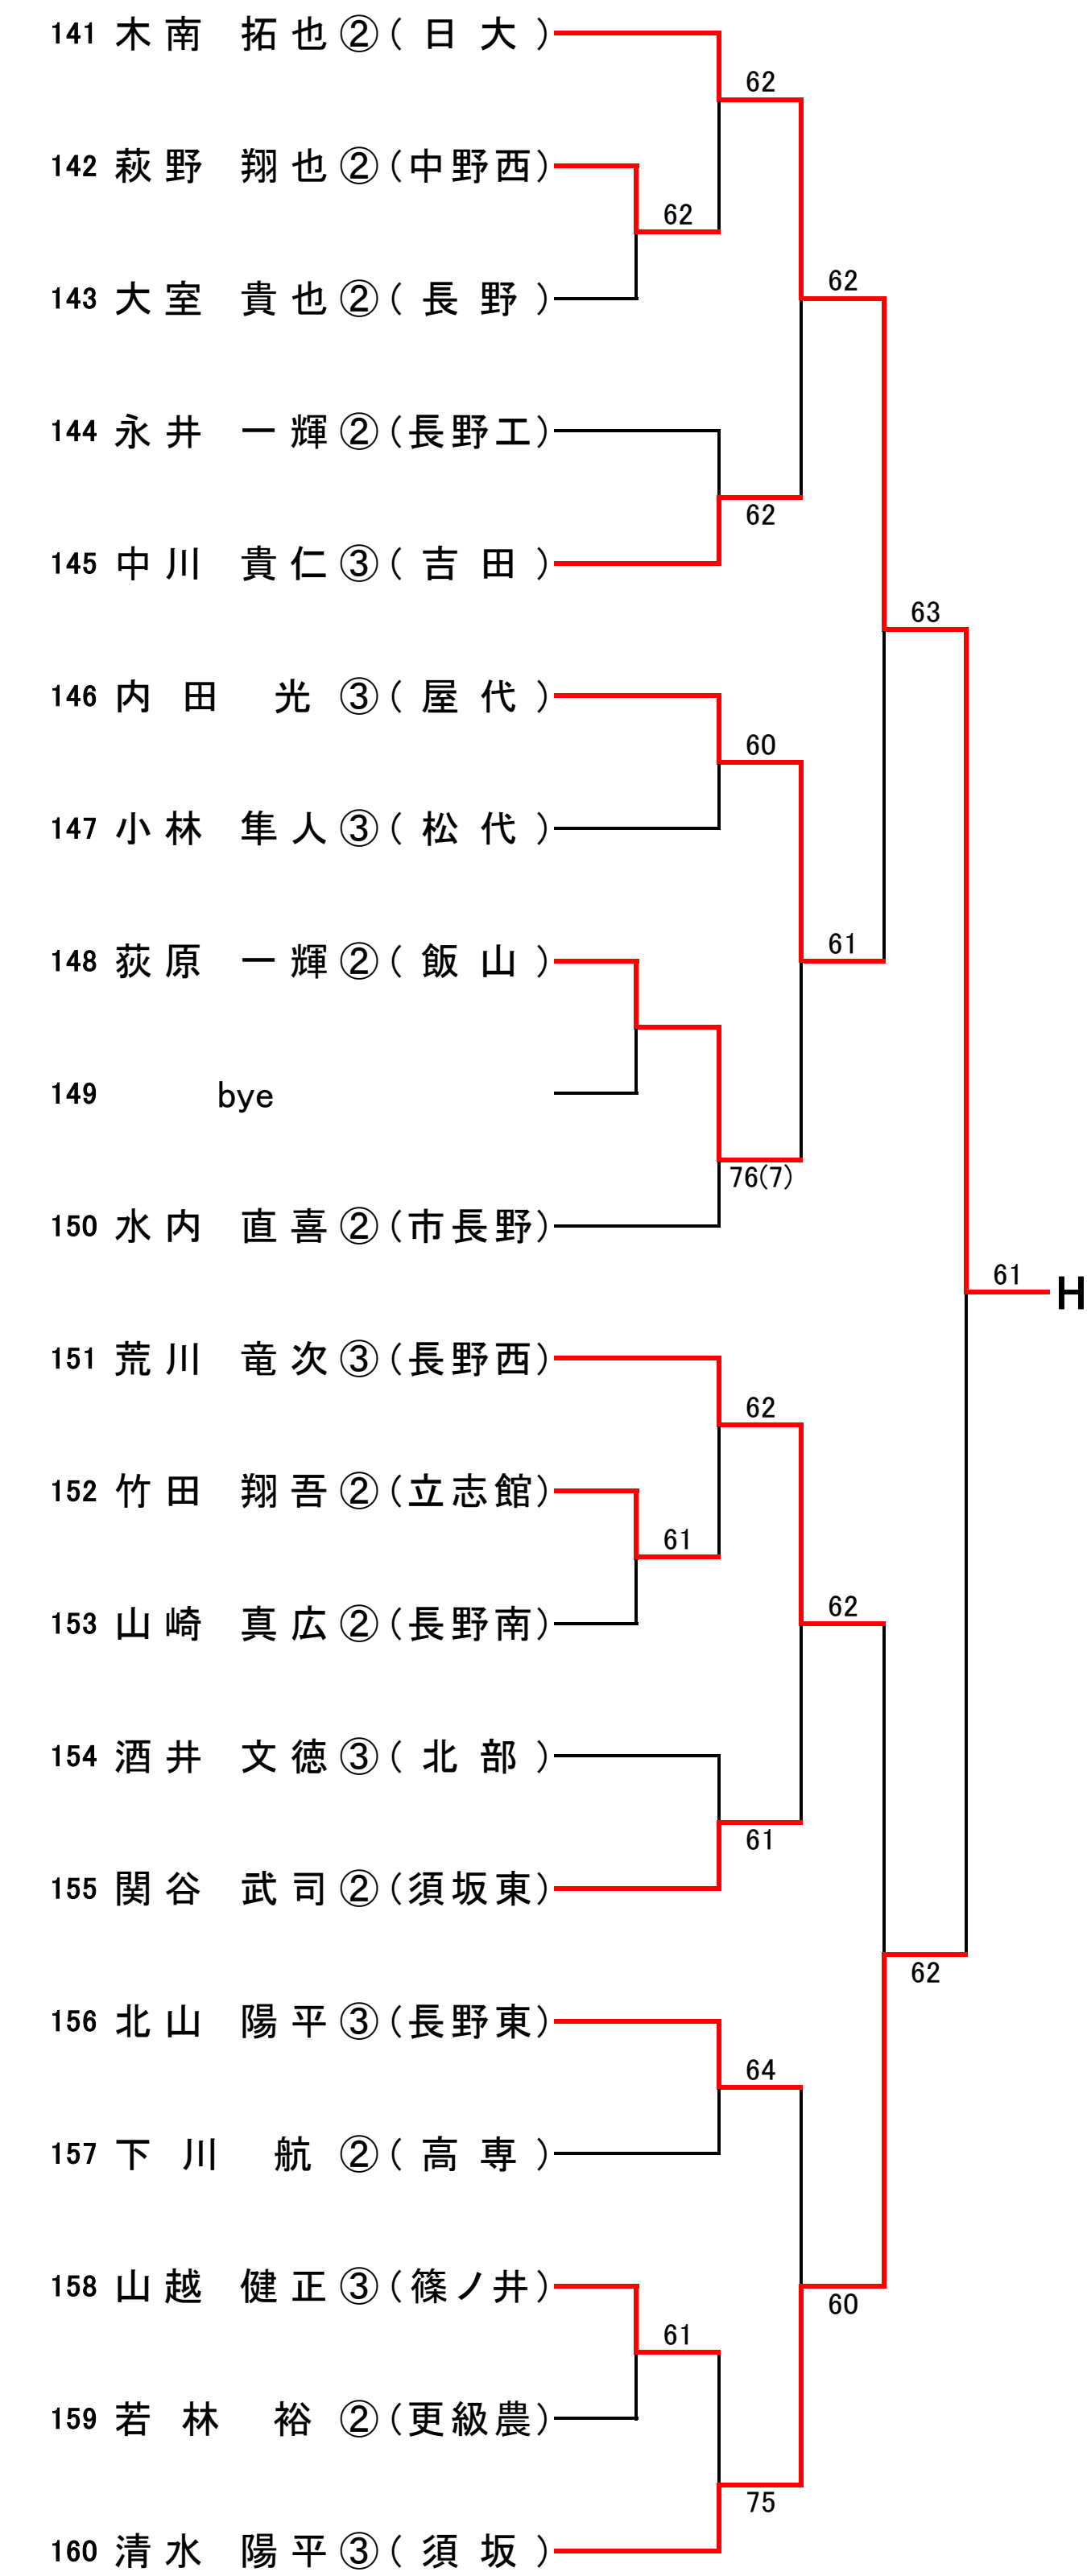 141 木南 拓也②(日大)
62
142 萩野 翔也②(中野西)
62
143 大室 貴也②(長野)
62
144 永井 一輝②(長野工)
62
145 中川 貴仁③(吉田)
63
146 内田 光③(屋代)
60
147 小林 隼人③(松代)
61
148 荻原 一輝②(飯山)
149 bye
76(7)
150 水内 直喜②(市長野)
61 H
151 荒川 竜次③(長野西)
62
152 竹田 翔吾②(立志館)
61
153 山崎 真広②(長野南)
62
154 酒井 文徳③(北部)
61
155 関谷 武司②(須坂東)
62
156 北山 陽平③(長野東)
64
157 下川 航②(高専)
158 山越 健正③(篠ノ井)
60
61
159 若林 裕②(更級農)
75
160 清水 陽平③(須坂)